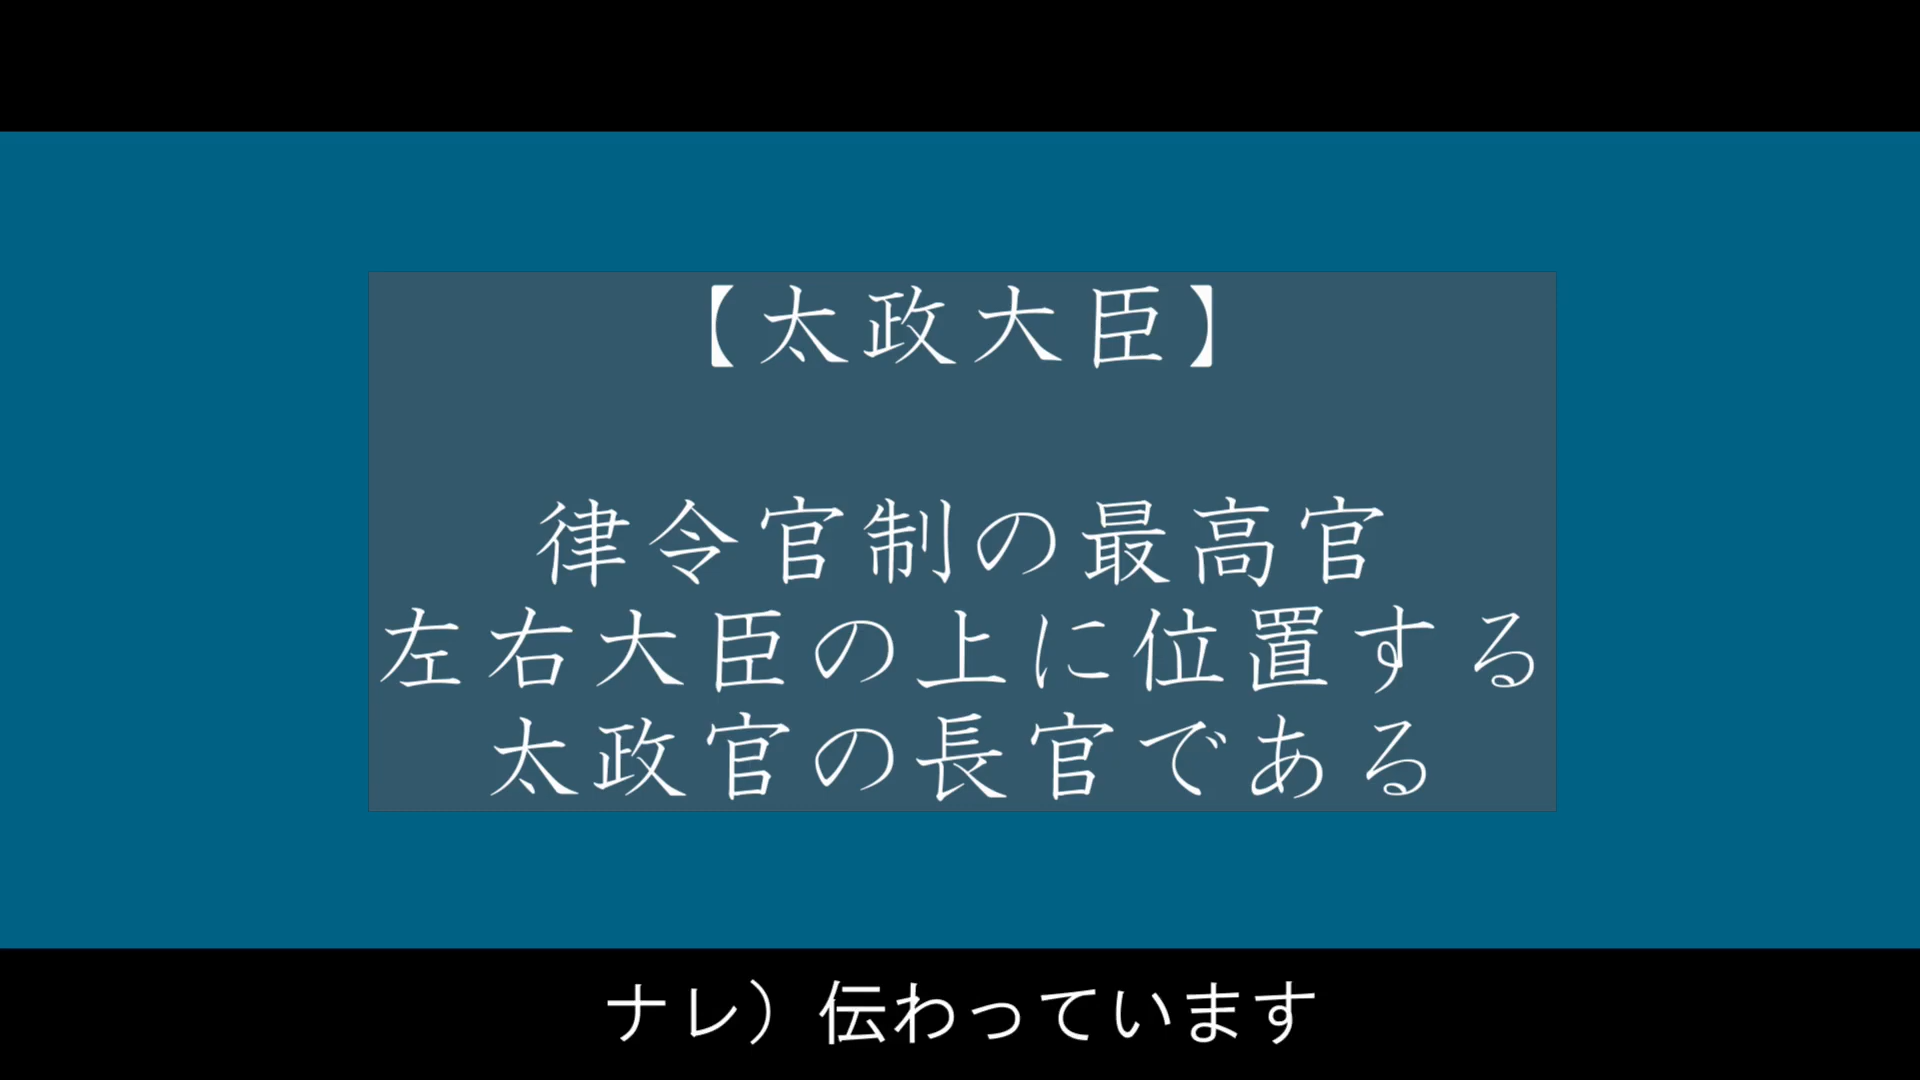 【太政大臣】
律令官制の最高官
左右大臣の上に位置する
太政官の長官である
ナレ）伝わっています